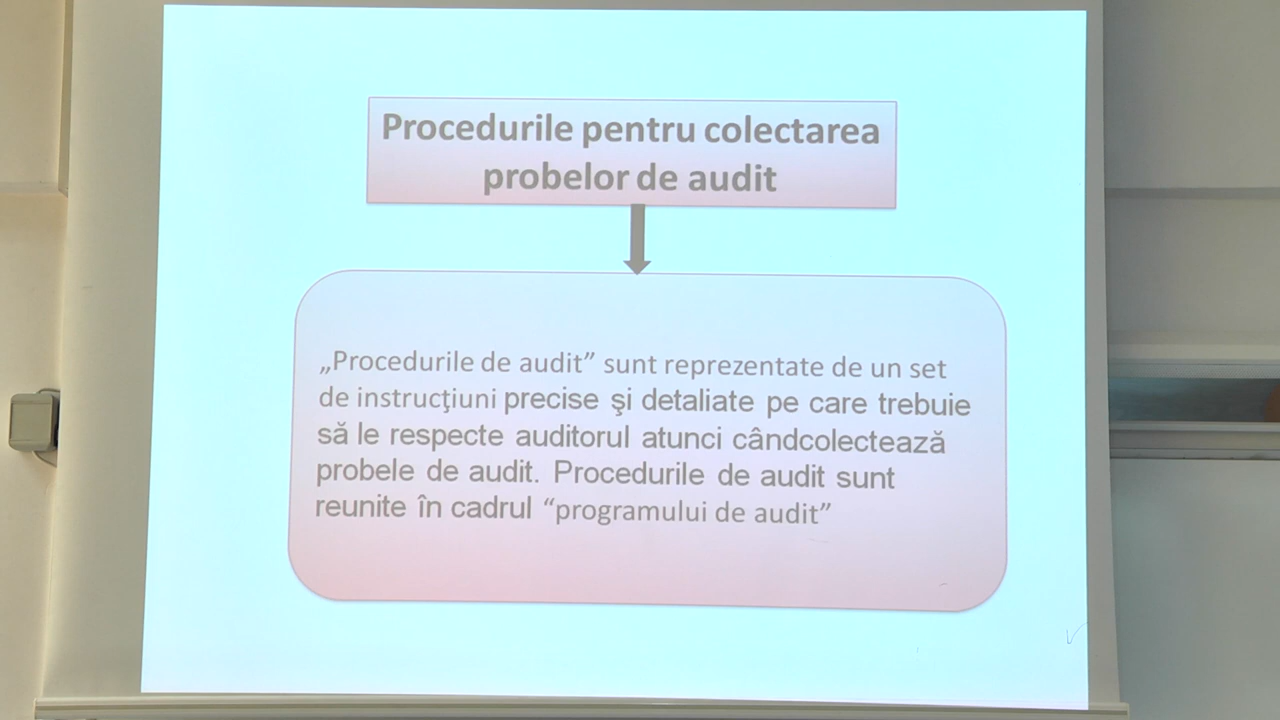 Procedurile pentru colectarea
probelor de audit
„Procedurile de audit” sunt reprezentate de un set
de instrucţiuni precise şi detaliate pe care trebuie
să le respecte auditorul atunci cândcolectează
probele de audit. Procedurile de audit sunt
reunite în cadrul “programului de audit”